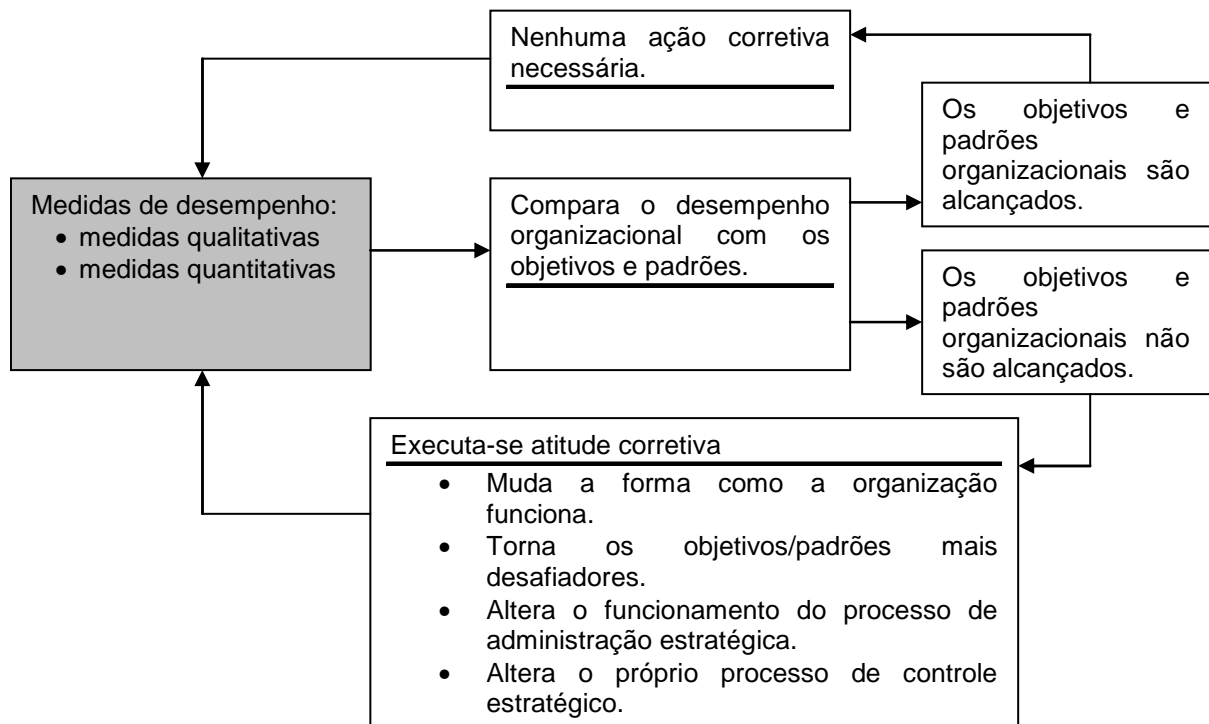 Nenhuma ação corretiva
necessária.
Os objetivos e
padrões
organizacionais são
alcançados.
Medidas de desempenho:
• medidas qualitativas
• medidas quantitativas
Compara o desempenho
organizacional com os
objetivos e padrões.
Os objetivos e
padrões
organizacionais não
são alcançados.
Executa-se atitude corretiva
• Muda a forma como a organização
funciona.
• Torna os objetivos/padrões mais
desafiadores.
• Altera o funcionamento do processo de
administração estratégica.
• Altera o próprio processo de controle
estratégico.